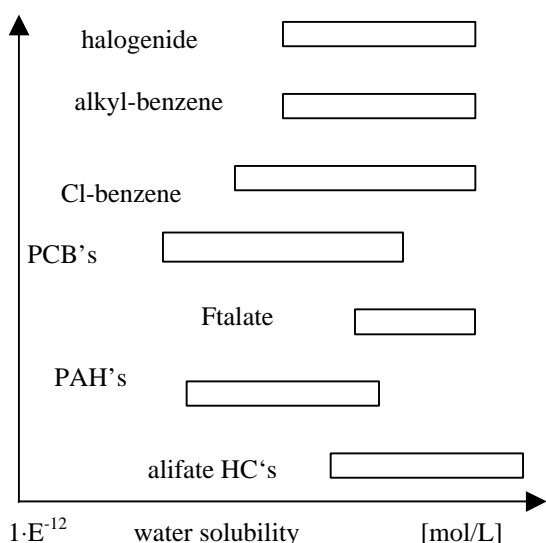 halogenide
alkyl-benzene
Cl-benzene
PCB’s
Ftalate
PAH’s
alifate HC‘s
1·E⁻¹² water solubility [mol/L]